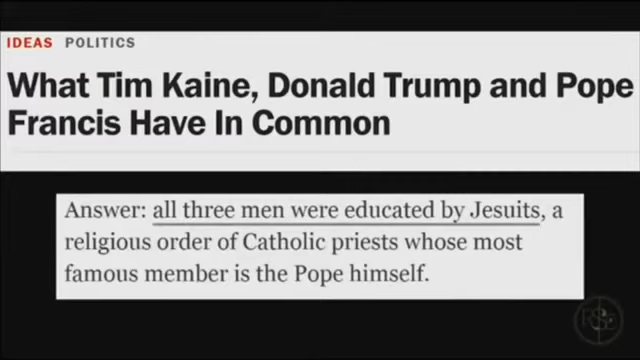 IDEAS POLITICS
What Tim Kaine, Donald Trump and Pope
Francis Have In Common
Answer: all three men were educated by Jesuits, a
religious order of Catholic priests whose most
famous member is the Pope himself.